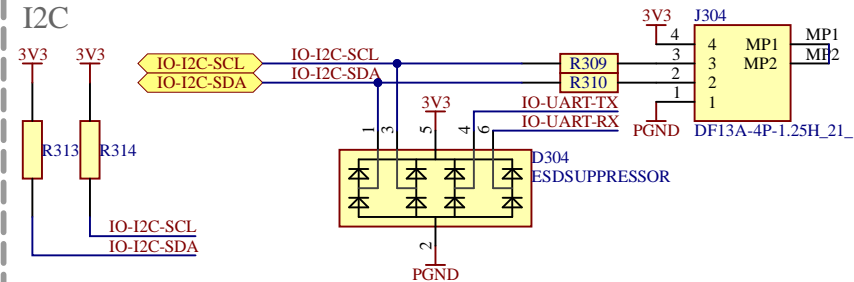 I2C
3V3
3V3
R313
R314
IO-I2C-SCL
IO-I2C-SDA
IO-I2C-SCL
IO-I2C-SCL
IO-I2C-SDA
IO-I2C-SDA
R309
R310
3V3
J304
4
4
MP1
MP1
3
3
MP2
MP2
2
2
1
1
PGND
DF13A-4P-1.25H_21_
IO-UART-TX
IO-UART-RX
3V3
1
3
5
4
6
D304
ESDSUPPRESSOR
2
PGND